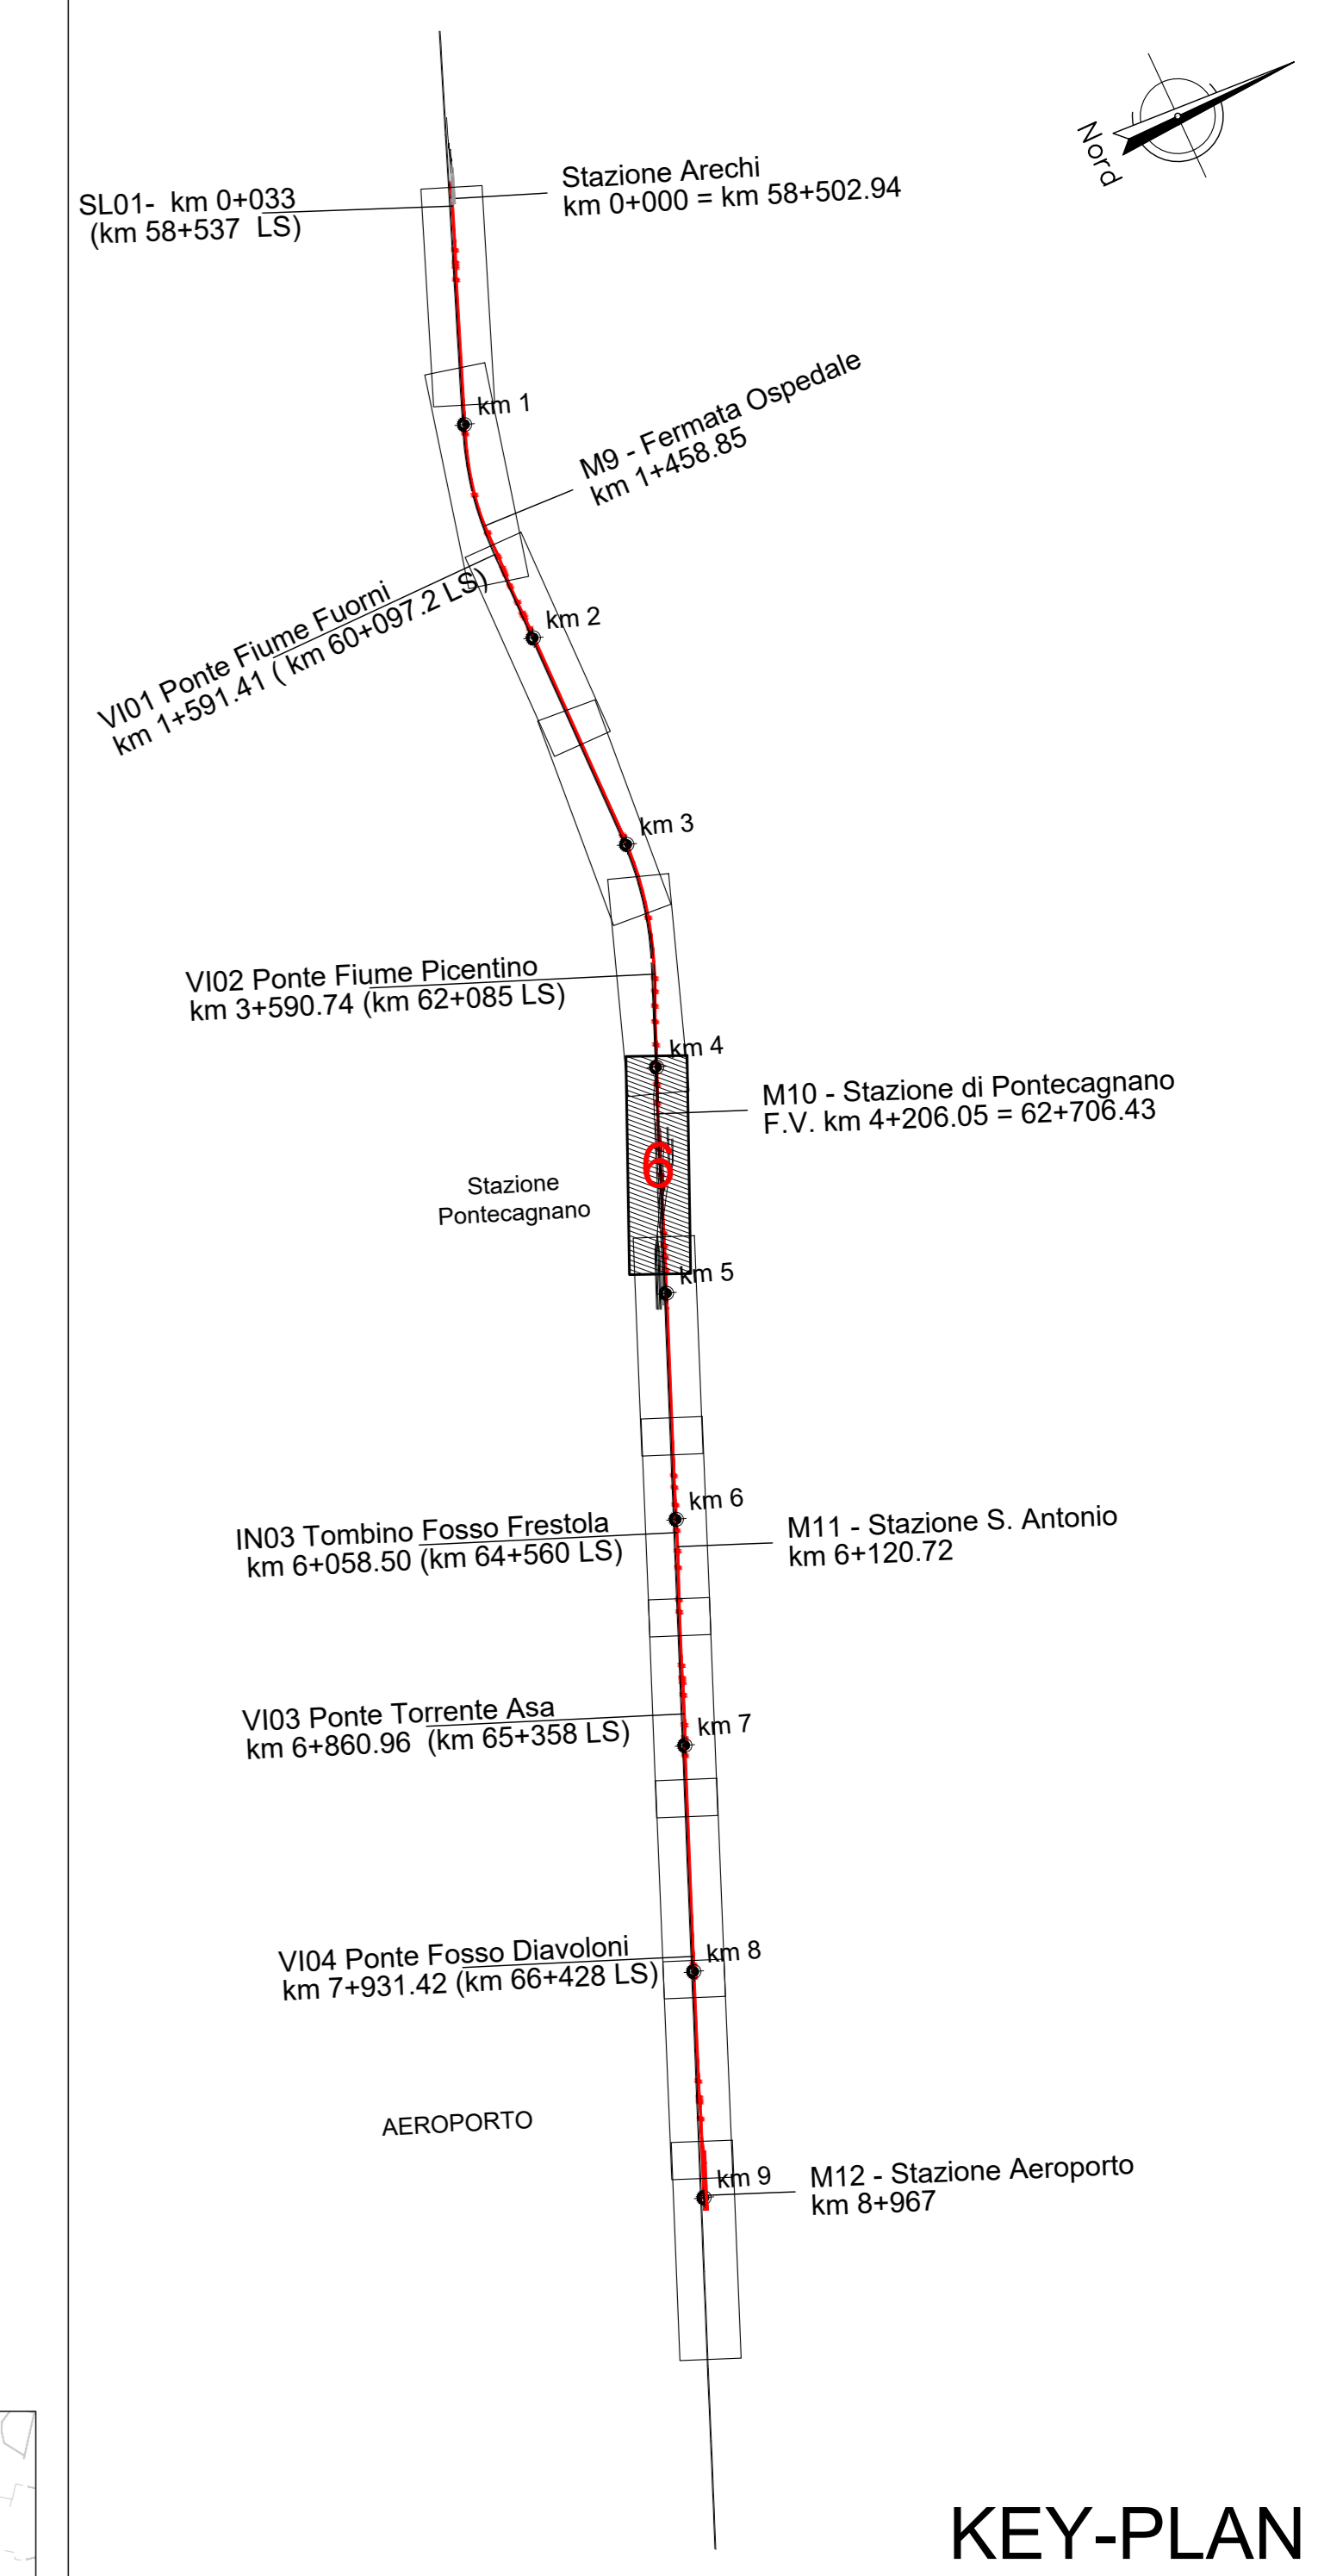 Nord
Stazione Arechi
km 0+000 = km 58+502.94
SL01- km 0+033
(km 58+537 LS)
km 1
M9 - Fermata Ospedale
km 1+458.85
VI01 Ponte Fiume Fuorni
km 1+591.41 ( km 60+097.2 LS)
km 2
km 3
VI02 Ponte Fiume Picentino
km 3+590.74 (km 62+085 LS)
km 4
M10 - Stazione di Pontecagnano
F.V. km 4+206.05 = 62+706.43
6
Stazione
Pontecagnano
km 5
km 6
IN03 Tombino Fosso Frestola
km 6+058.50 (km 64+560 LS)
M11 - Stazione S. Antonio
km 6+120.72
VI03 Ponte Torrente Asa
km 6+860.96 (km 65+358 LS)
km 7
VI04 Ponte Fosso Diavoloni
km 7+931.42 (km 66+428 LS)
km 8
AEROPORTO
km 9
M12 - Stazione Aeroporto
km 8+967
KEY-PLAN